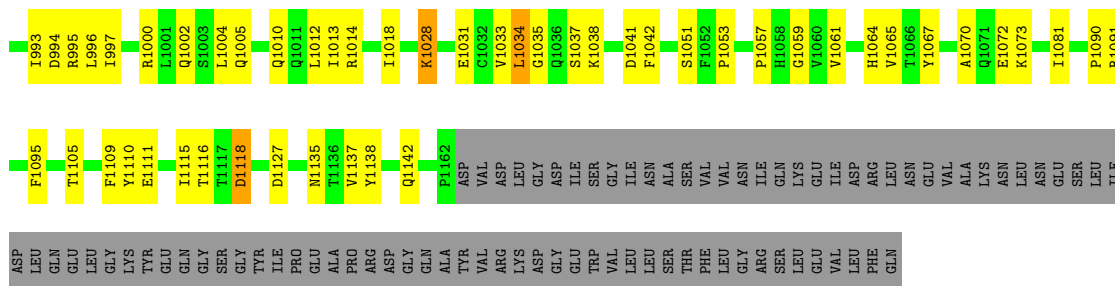 I993 D994 R995 L996 I997 R1000 L1001 Q1002 S1003 L1004 Q1005 Q1010 Q1011 L1012 I1013 R1014 I1018 K1028 E1031 C1032 V1033 L1034 G1035 Q1036 S1037 K1038 D1041 F1042 S1051 F1052 P1053 P1057 H1058 G1059 V1060 V1061 H1064 V1065 T1066 Y1067 A1070 Q1071 E1072 K1073 I1081 P1090
F1095 T1105 F1109 Y1110 E1111 I1115 T1116 T1117 D1118 D1127 N1135 T1136 V1137 Y1138 Q1142 P1162 ASP VAL ASP LEU GLY ASP ILE SER GLY ILE ASN ALA SER VAL VAL ASN ILE GLN LYS GLU ILE ASP ARG LEU ASN GLU VAL ALA LYS ASN LEU ASN GLU SER LEU ILE
ASP LEU GLN GLU LEU GLY LYS TYR GLU GLN GLY SER GLY TYR ILE PRO GLU ALA PRO ARG ASP GLY GLN ALA TYR VAL ARG LYS ASP GLY GLU TRP VAL LEU LEU SER THR PHE LEU GLY ARG SER LEU GLU VAL LEU PHE GLN